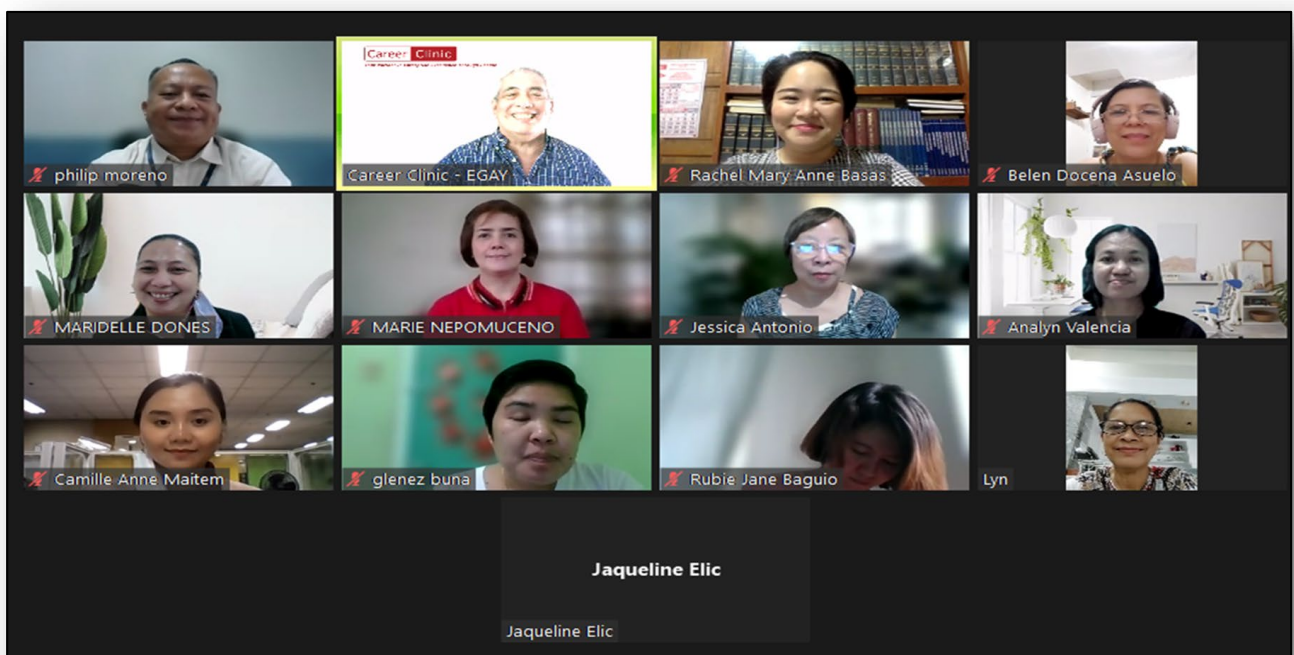 Career Clinic
philip moreno
Career Clinic - EGAY
Rachel Mary Anne Basas
Belen Docena Asuelo
MARIDELLE DONES
MARIE NEPOMUCENO
Jessica Antonio
Analyn Valencia
Camille Anne Maitem
glenez buna
Rubie Jane Baguio
Lyn
Jaqueline Elic
Jaqueline Elic